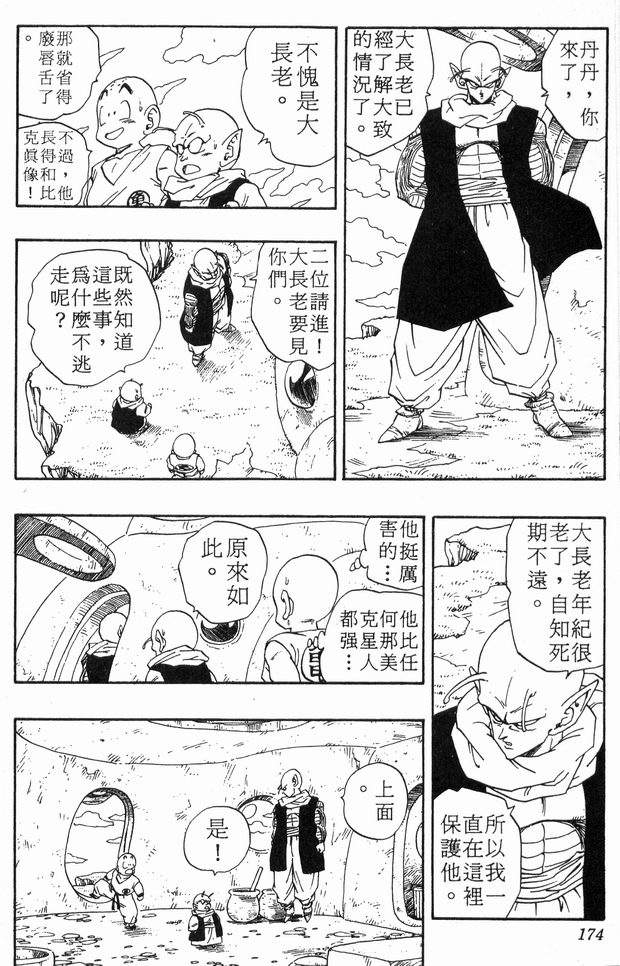 丹丹，你
來了，
大長老已
經了解大致
的情況了。
不愧是大
長老。
那就省得
廢唇舌了
。
不過，他
長得和比
克真像！
二位請進！
大長老要見
你們。
既然知道
這些事，
為什麼不逃
走呢？
大長老年紀很
老了，自知死
期不遠。
所以我一
直在這裡
保護他。
他挺厲
害的…
他比任
何那美
克星人
都强…
原來如
此。
上面
。
是！
174